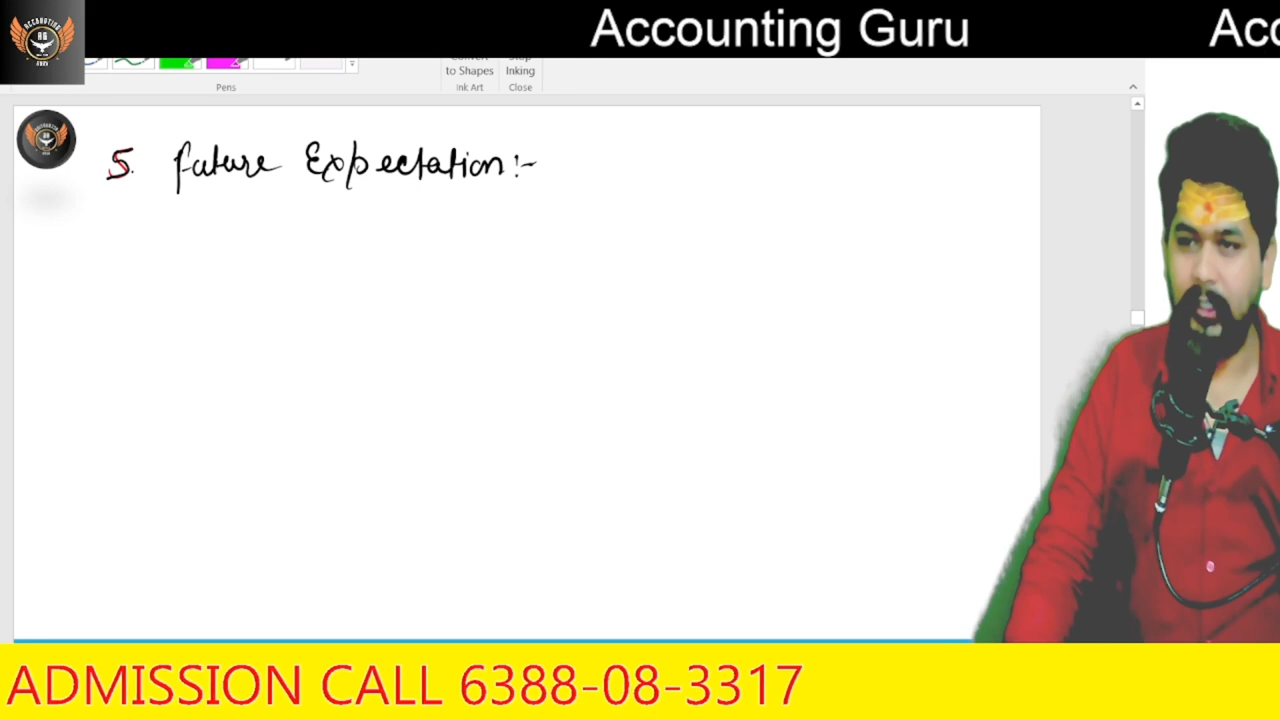 Accounting Guru
Acc
to Shapes
Inking
Pens
Ink Art
Close
5. Future Expectation:-
ADMISSION CALL 6388-08-3317